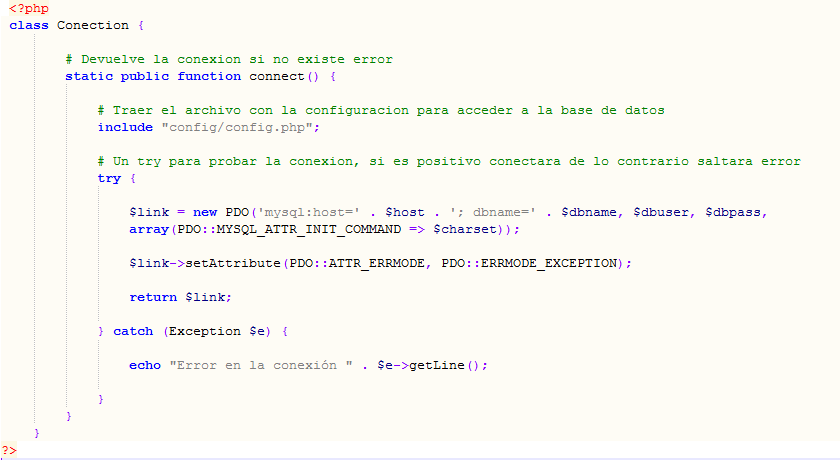 <?php
class Conection {
# Devuelve la conexion si no existe error
static public function connect() {
# Traer el archivo con la configuracion para acceder a la base de datos
include "config/config.php";
# Un try para probar la conexion, si es positivo conectara de lo contrario saltara error
try {
$link = new PDO('mysql:host=' . $host . '; dbname=' . $dbname, $dbuser, $dbpass,
array(PDO::MYSQL_ATTR_INIT_COMMAND => $charset));
$link->setAttribute(PDO::ATTR_ERRMODE, PDO::ERRMODE_EXCEPTION);
return $link;
} catch (Exception $e) {
echo "Error en la conexión " . $e->getLine();
}
}
}
?>